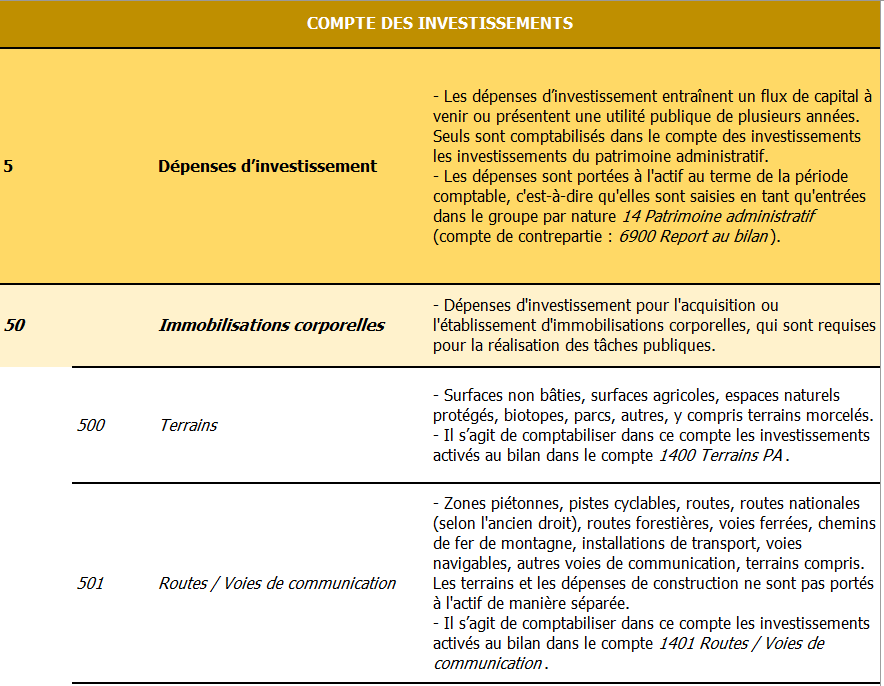 COMPTE DES INVESTISSEMENTS
5
Dépenses d’investissement
- Les dépenses d’investissement entraînent un flux de capital à
venir ou présentent une utilité publique de plusieurs années.
Seuls sont comptabilisés dans le compte des investissements
les investissements du patrimoine administratif.
- Les dépenses sont portées à l'actif au terme de la période
comptable, c'est-à-dire qu'elles sont saisies en tant qu'entrées
dans le groupe par nature 14 Patrimoine administratif
(compte de contrepartie : 6900 Report au bilan).
50
Immobilisations corporelles
- Dépenses d'investissement pour l'acquisition ou
l'établissement d'immobilisations corporelles, qui sont requises
pour la réalisation des tâches publiques.
500
Terrains
- Surfaces non bâties, surfaces agricoles, espaces naturels
protégés, biotopes, parcs, autres, y compris terrains morcelés.
- Il s’agit de comptabiliser dans ce compte les investissements
activés au bilan dans le compte 1400 Terrains PA.
501
Routes / Voies de communication
- Zones piétonnes, pistes cyclables, routes, routes nationales
(selon l'ancien droit), routes forestières, voies ferrées, chemins
de fer de montagne, installations de transport, voies
navigables, autres voies de communication, terrains compris.
Les terrains et les dépenses de construction ne sont pas portés
à l'actif de manière séparée.
- Il s’agit de comptabiliser dans ce compte les investissements
activés au bilan dans le compte 1401 Routes / Voies de
communication.